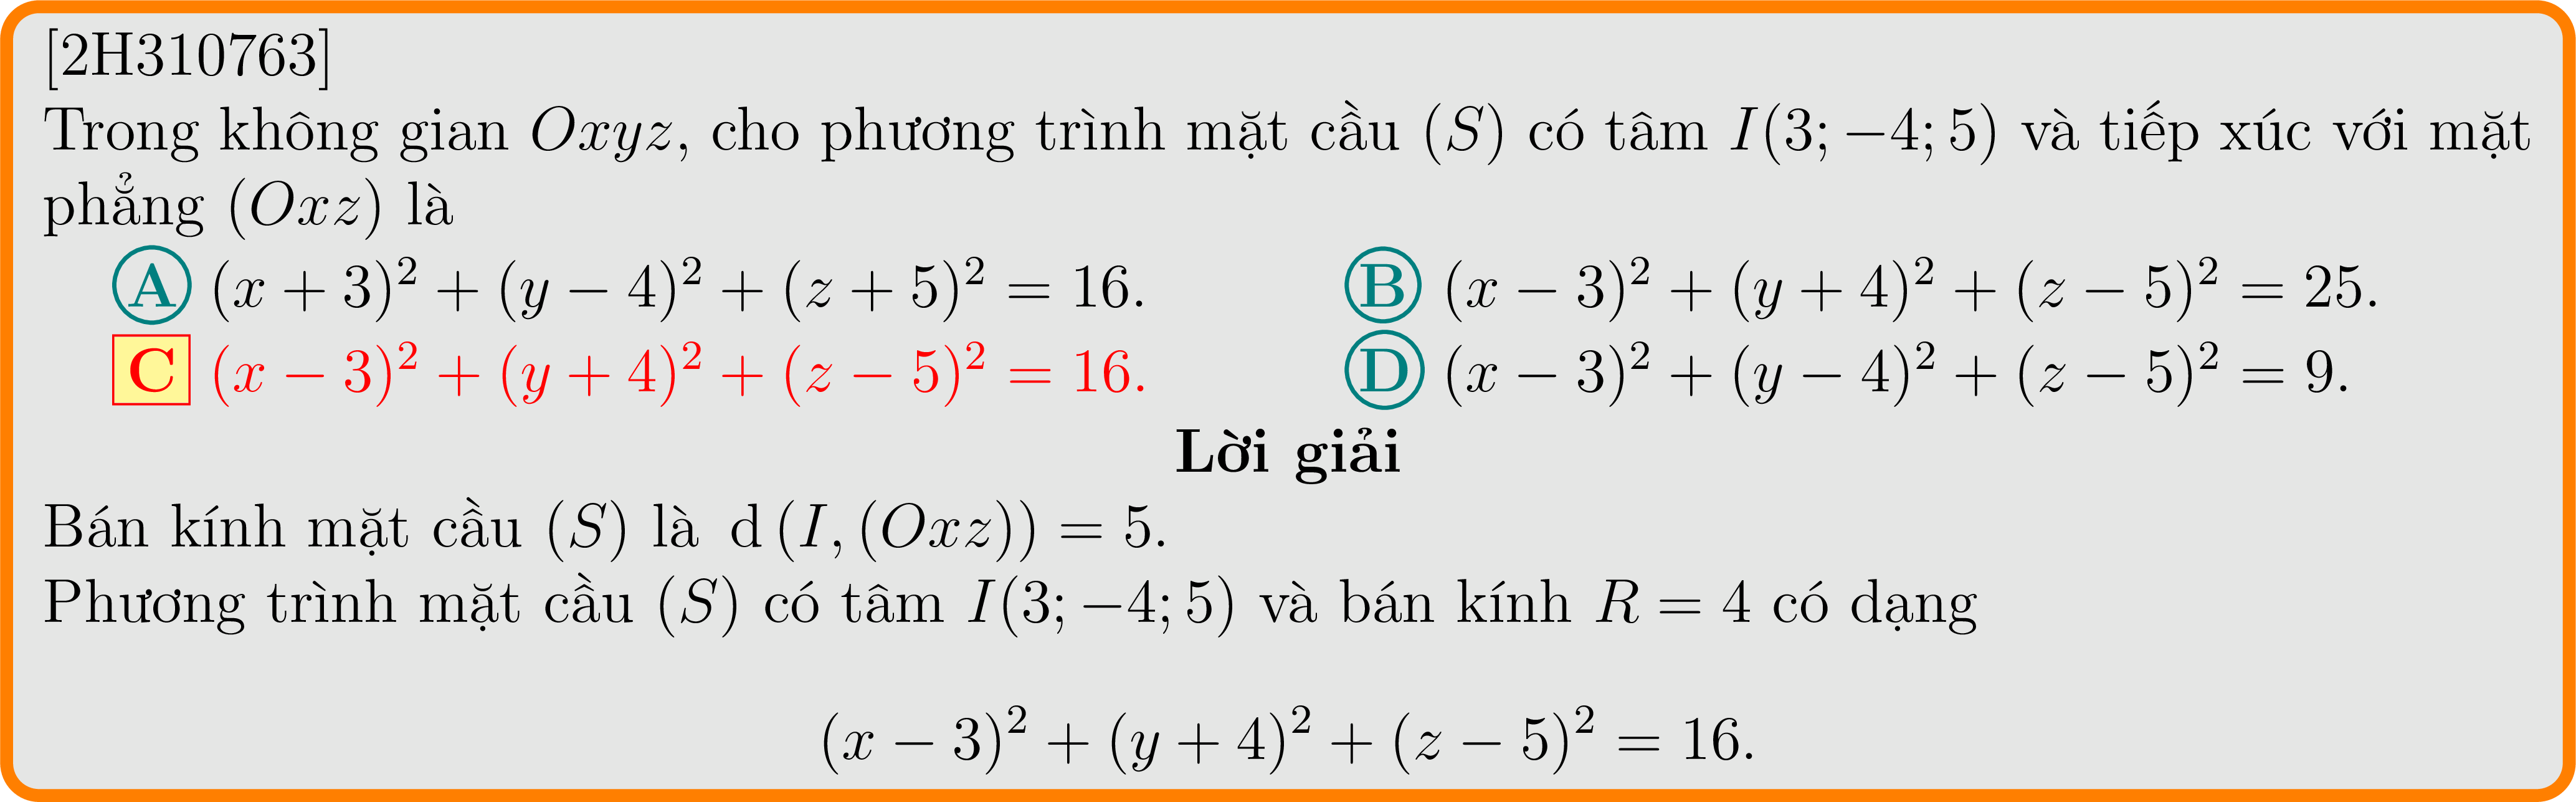 [2H310763]
Trong không gian Oxyz, cho phương trình mặt cầu (S) có tâm I(3; −4; 5) và tiếp xúc với mặt
phẳng (Oxz) là
A (x + 3)² + (y − 4)² + (z + 5)² = 16. B (x − 3)² + (y + 4)² + (z − 5)² = 25.
C (x − 3)² + (y + 4)² + (z − 5)² = 16. D (x − 3)² + (y − 4)² + (z − 5)² = 9.
Lời giải
Bán kính mặt cầu (S) là d (I, (Oxz)) = 5.
Phương trình mặt cầu (S) có tâm I(3; −4; 5) và bán kính R = 4 có dạng
(x − 3)² + (y + 4)² + (z − 5)² = 16.